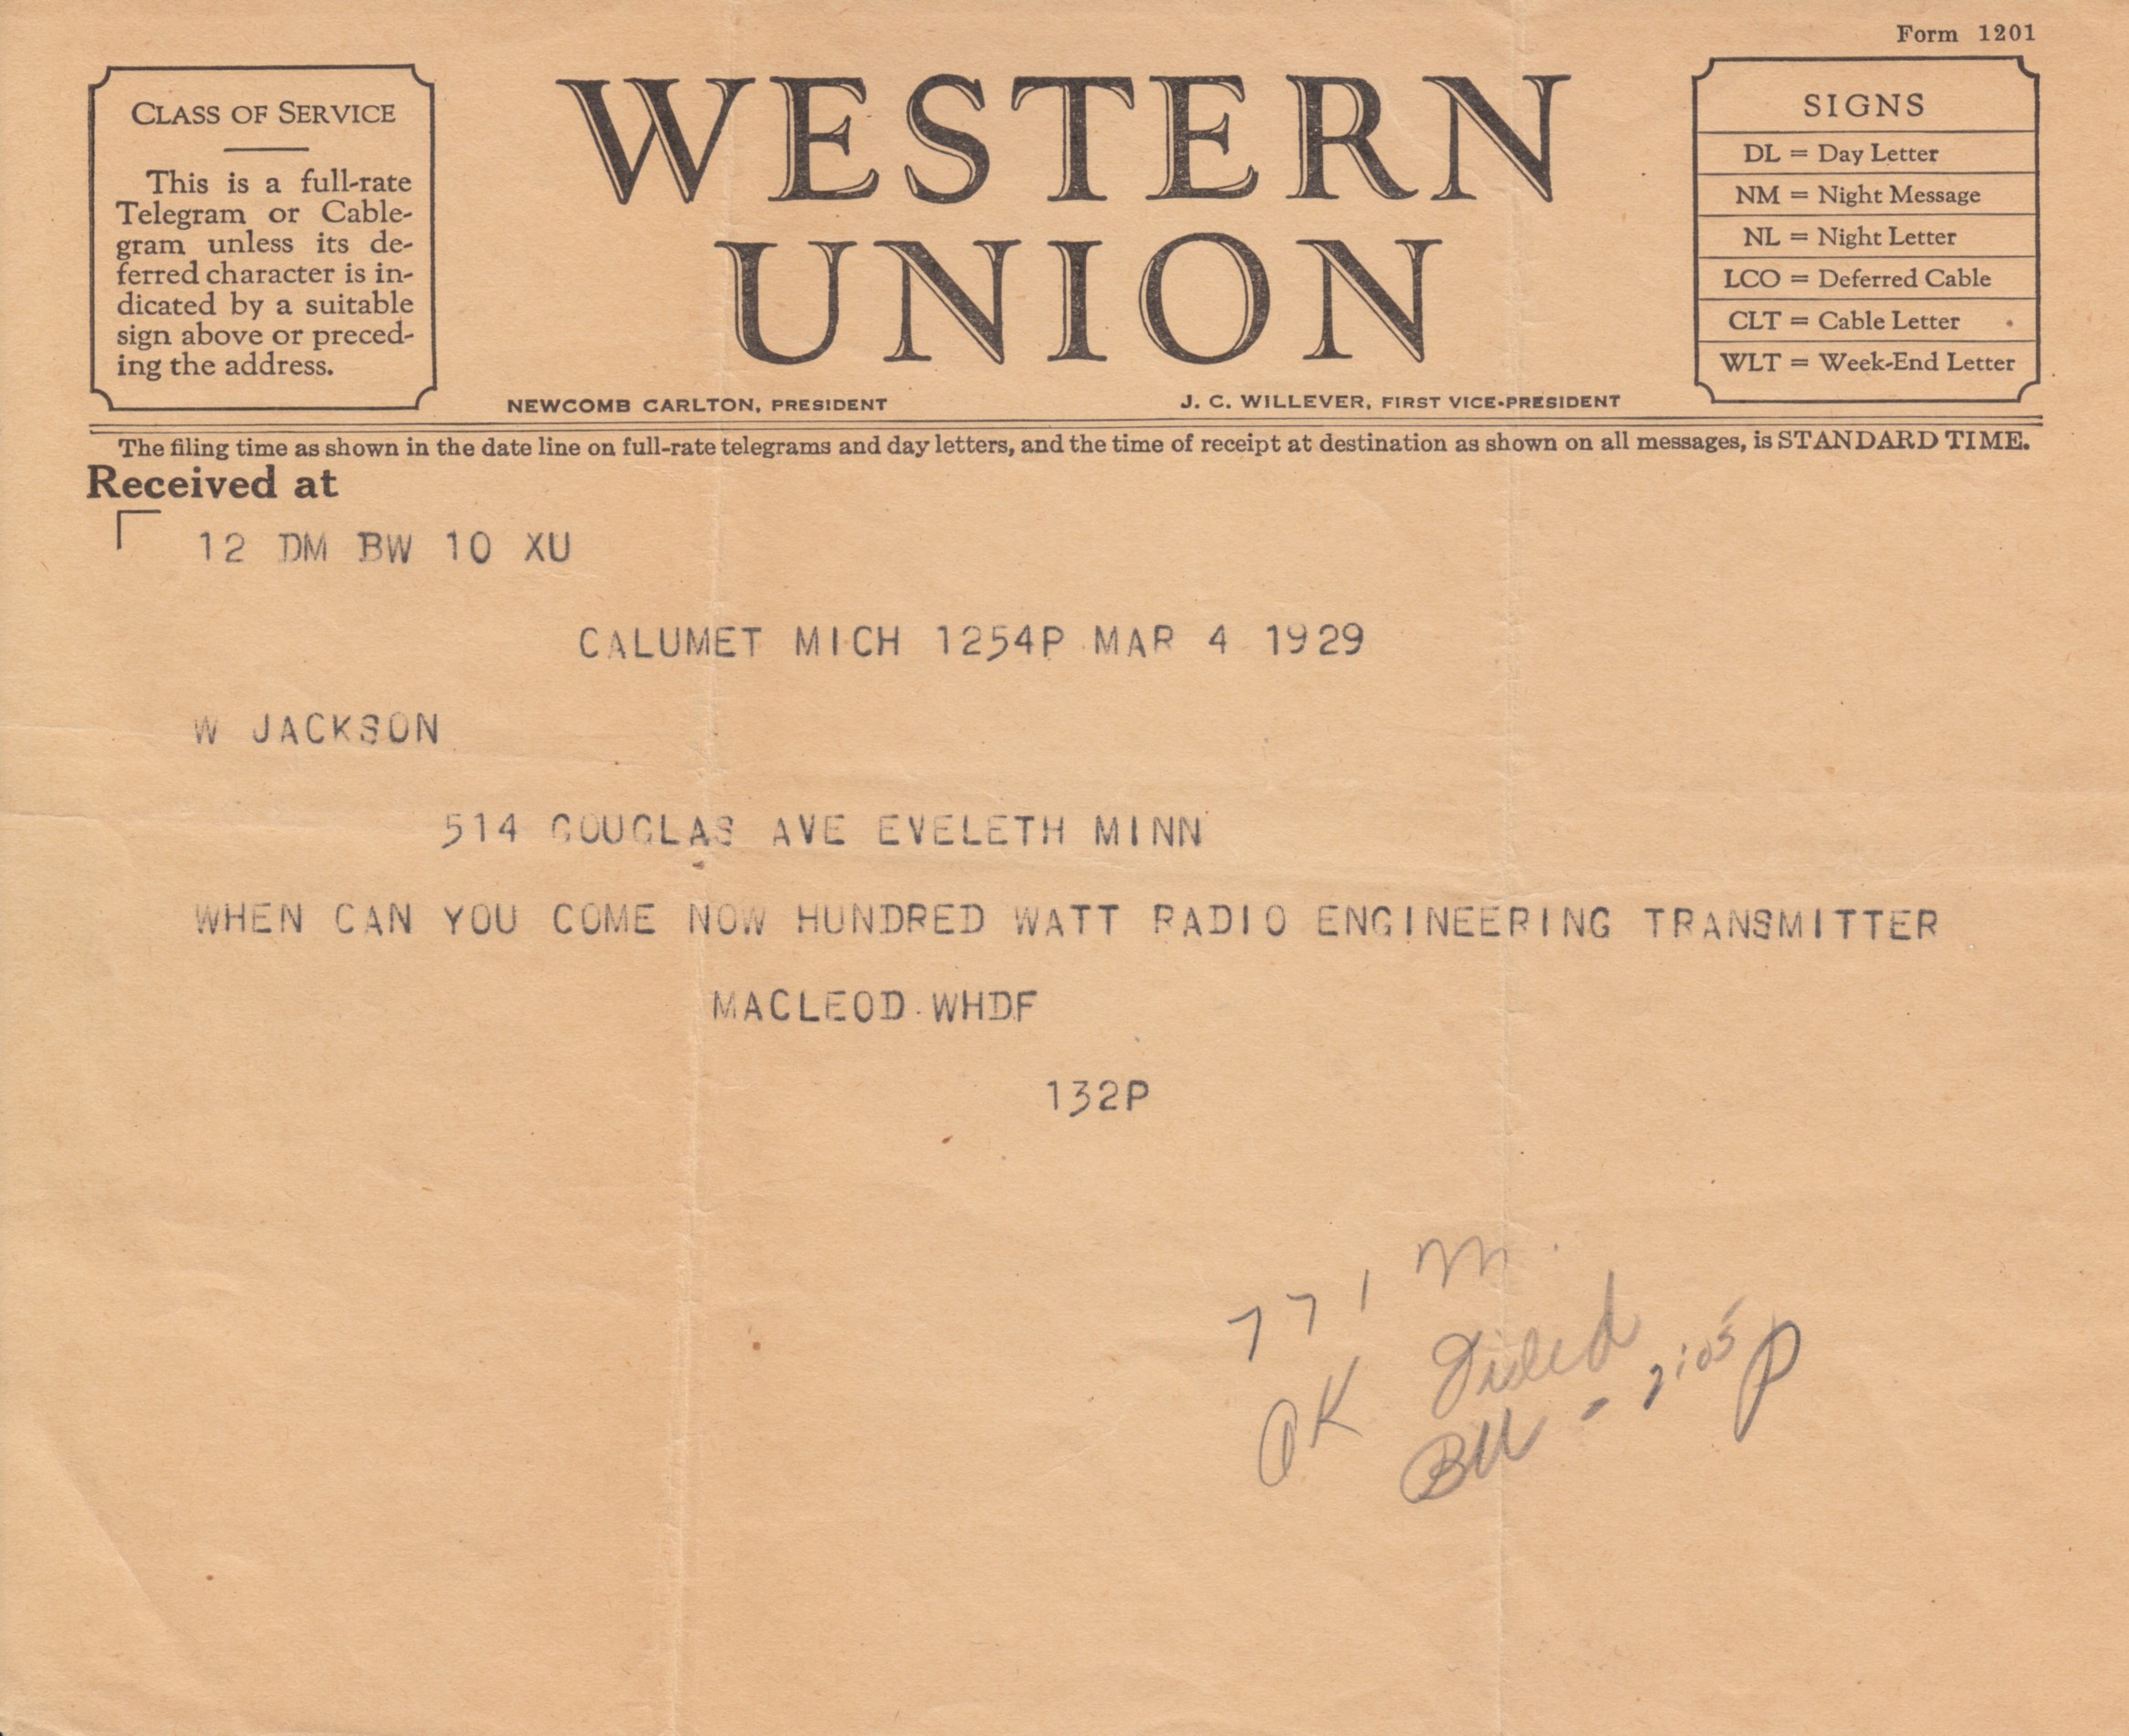 Form 1201
CLASS OF SERVICE
This is a full-rate
Telegram or Cable-
gram unless its de-
ferred character is in-
dicated by a suitable
sign above or preced-
ing the address.
WESTERN
UNION
NEWCOMB CARLTON, PRESIDENT
J. C. WILLEVER, FIRST VICE-PRESIDENT
SIGNS
DL = Day Letter
NM = Night Message
NL = Night Letter
LCO = Deferred Cable
CLT = Cable Letter
WLT = Week-End Letter
The filing time as shown in the date line on full-rate telegrams and day letters, and the time of receipt at destination as shown on all messages, is STANDARD TIME.
Received at
12 DM BW 10 XU
CALUMET MICH 1254P MAR 4 1929
W JACKSON
514 GOUGLAS AVE EVELETH MINN
WHEN CAN YOU COME NOW HUNDRED WATT RADIO ENGINEERING TRANSMITTER
MACLEOD WHDF
132P
771 M
OK
2:05 P